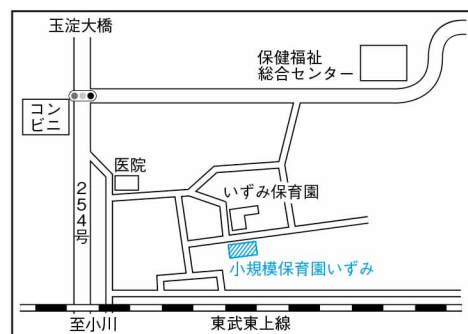 玉淀大橋
保健福祉
総合センター
コン
ビニ
医院
いずみ保育園
254号
小規模保育園いずみ
至小川
東武東上線